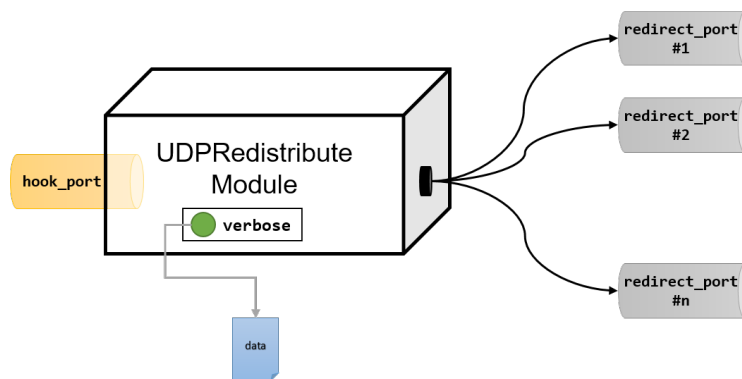 redirect_port
#1
redirect_port
#2
UDPRedistribute
Module
hook_port
verbose
redirect_port
#n
data